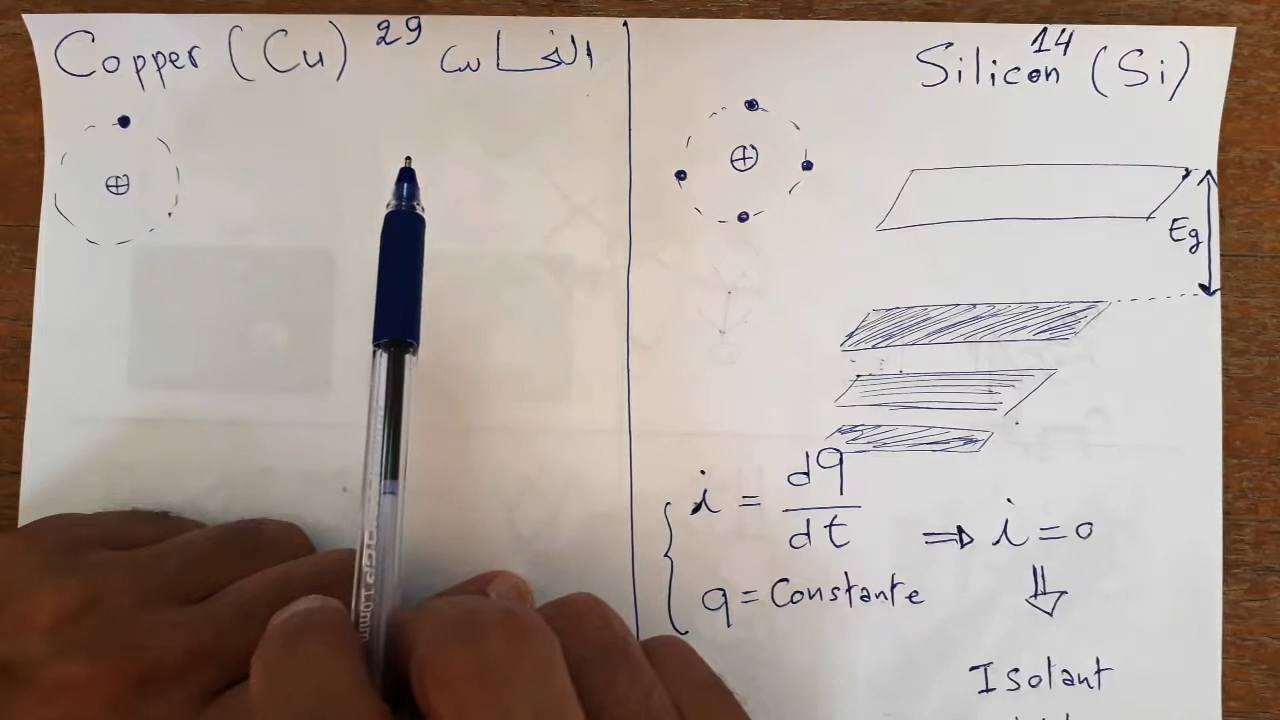 Copper (Cu) 29 النحاس
Silicon 14 (Si)
Eg
i = dq/dt ⇒ i = 0
q = Constante
⇓
Isolant